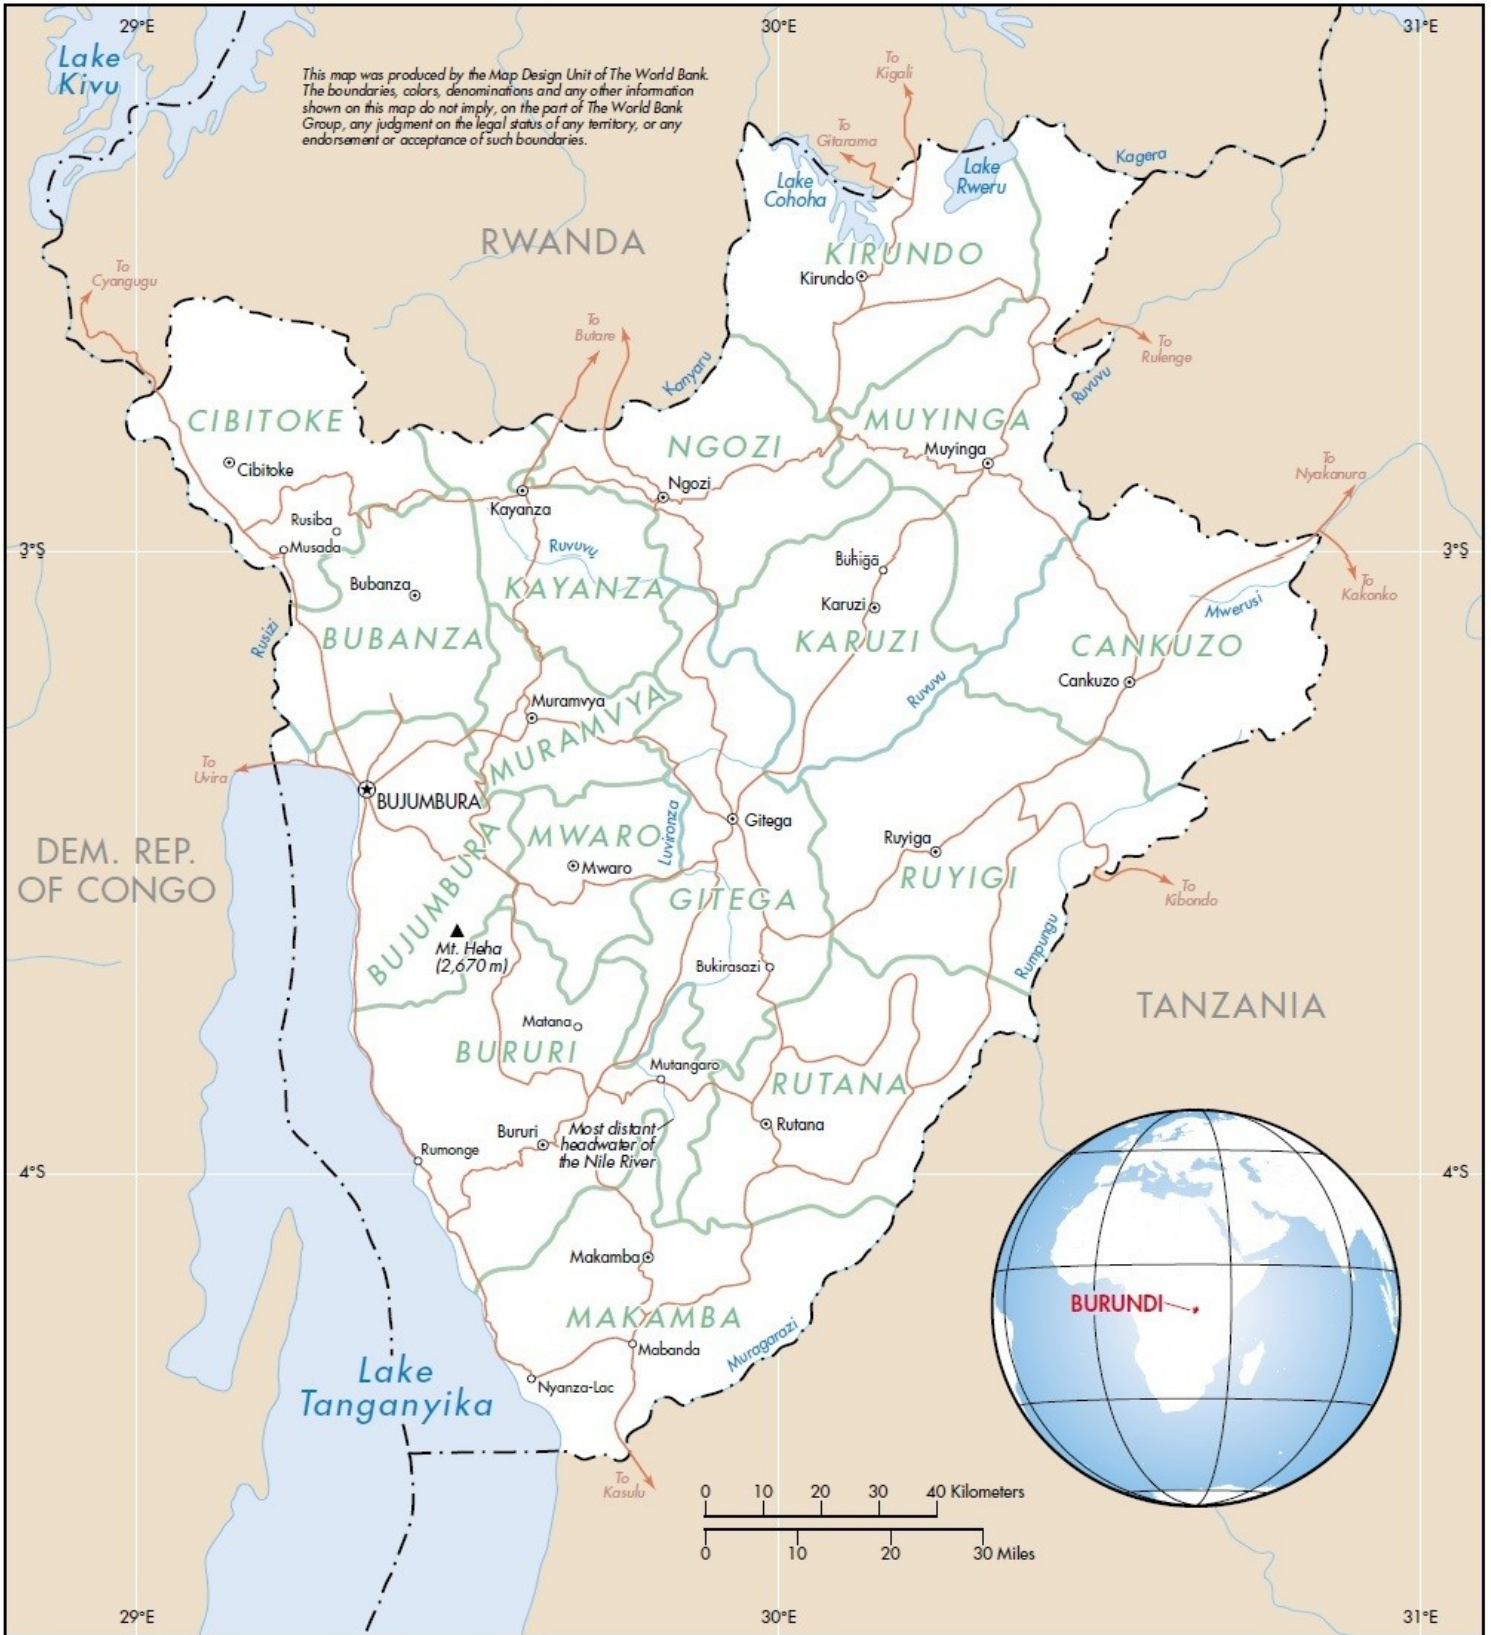 29°E
30°E
31°E
Lake
Kivu
This map was produced by the Map Design Unit of The World Bank.
The boundaries, colors, denominations and any other information
shown on this map do not imply, on the part of The World Bank
Group, any judgment on the legal status of any territory, or any
endorsement or acceptance of such boundaries.
To
Kigali
To
Gitarama
Lake
Cohoha
Lake
Rweru
Kagera
RWANDA
KIRUNDO
Kirundo
To
Cyangugu
To
Butare
Kanyaru
To
Rulenge
Ruvuvu
CIBITOKE
Cibitoke
NGOZI
Ngozi
MUYINGA
Muyinga
To
Nyakanura
Kayanza
Rusiba
Musada
3°S
3°S
Ruvuvu
Buhiga
Bubanza
KAYANZA
Karuzi
To
Kakonko
Mwerusi
Rusizi
BUBANZA
KARUZI
CANKUZO
Cankuzo
Ruvuvu
Muramvya
MURAMVYA
To
Uvira
BUJUMBURA
Gitega
Luvironza
MWARO
Mwaro
Ruyiga
RUYIGI
DEM. REP.
OF CONGO
BUJUMBURA
GITEGA
To
Kibondo
Mt. Heha
(2,670 m)
Bukirasazi
Rumpungu
TANZANIA
Matana
BURURI
Mutangaro
RUTANA
Rutana
Bururi
Most distant
headwater of
the Nile River
Rumonge
4°S
4°S
Makamba
MAKAMBA
Mabanda
Muragarazi
Nyanza-Lac
Lake
Tanganyika
BURUNDI
To
Kasulu
0 10 20 30 40 Kilometers
0 10 20 30 Miles
29°E
30°E
31°E